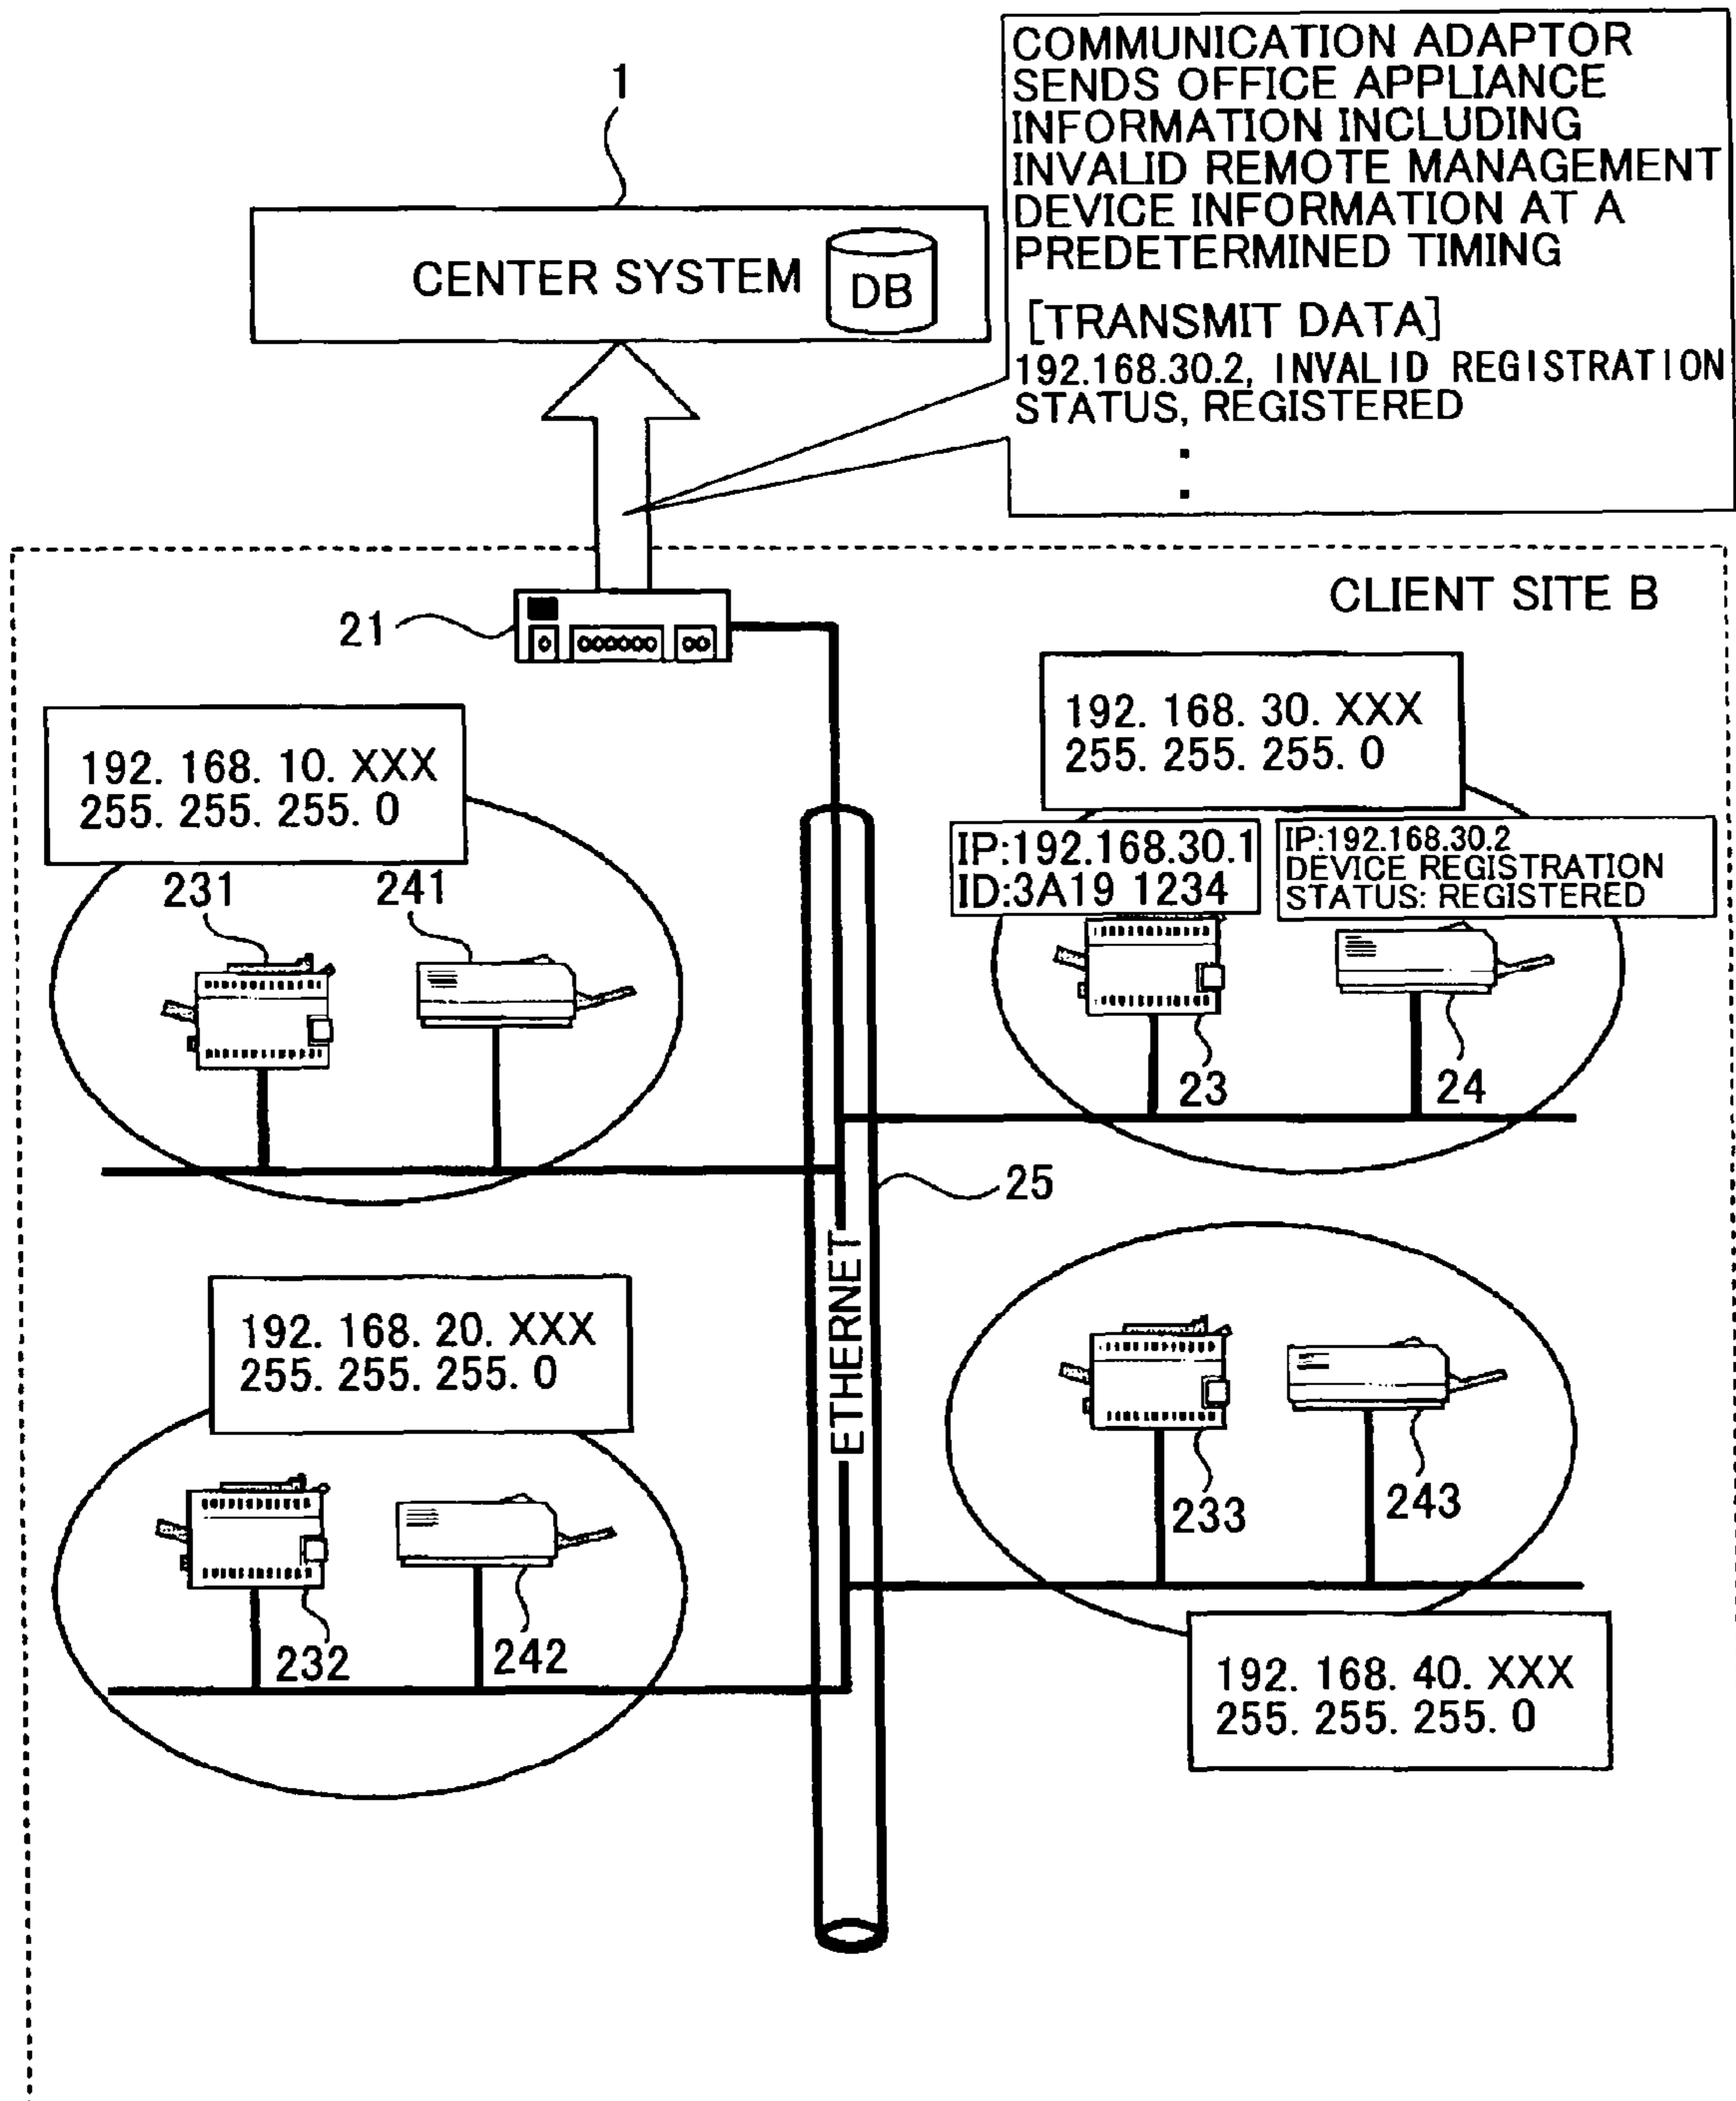 COMMUNICATION ADAPTOR
SENDS OFFICE APPLIANCE
INFORMATION INCLUDING
INVALID REMOTE MANAGEMENT
DEVICE INFORMATION AT A
PREDETERMINED TIMING
[TRANSMIT DATA]
192.168.30.2, INVALID REGISTRATION
STATUS, REGISTERED
.
.
1
CENTER SYSTEM
DB
CLIENT SITE B
21
192. 168. 10. XXX
255. 255. 255. 0
231
241
192. 168. 30. XXX
255. 255. 255. 0
IP:192.168.30.1
ID:3A19 1234
IP:192.168.30.2
DEVICE REGISTRATION
STATUS: REGISTERED
23
24
25
ETHERNET
192. 168. 20. XXX
255. 255. 255. 0
232
242
233
243
192. 168. 40. XXX
255. 255. 255. 0